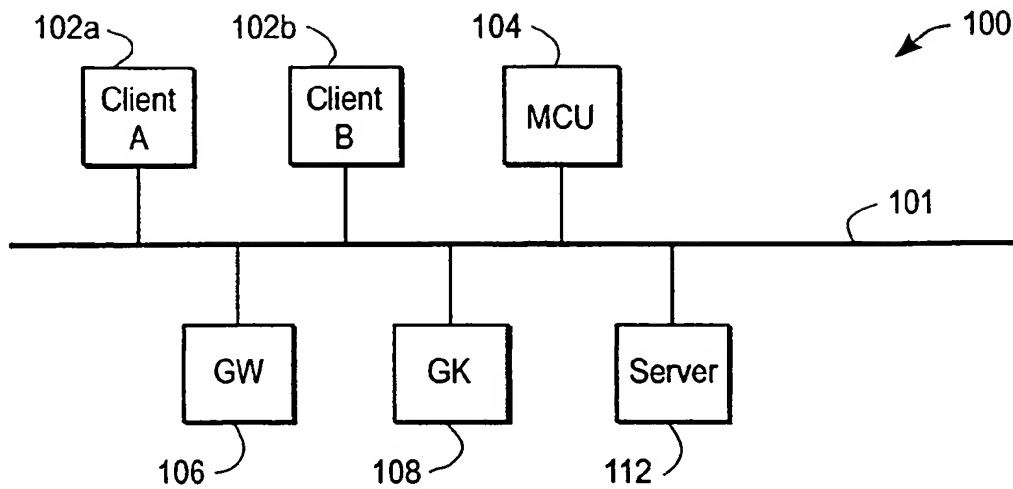 102a
102b
104
100
Client
A
Client
B
MCU
101
GW
GK
Server
106
108
112